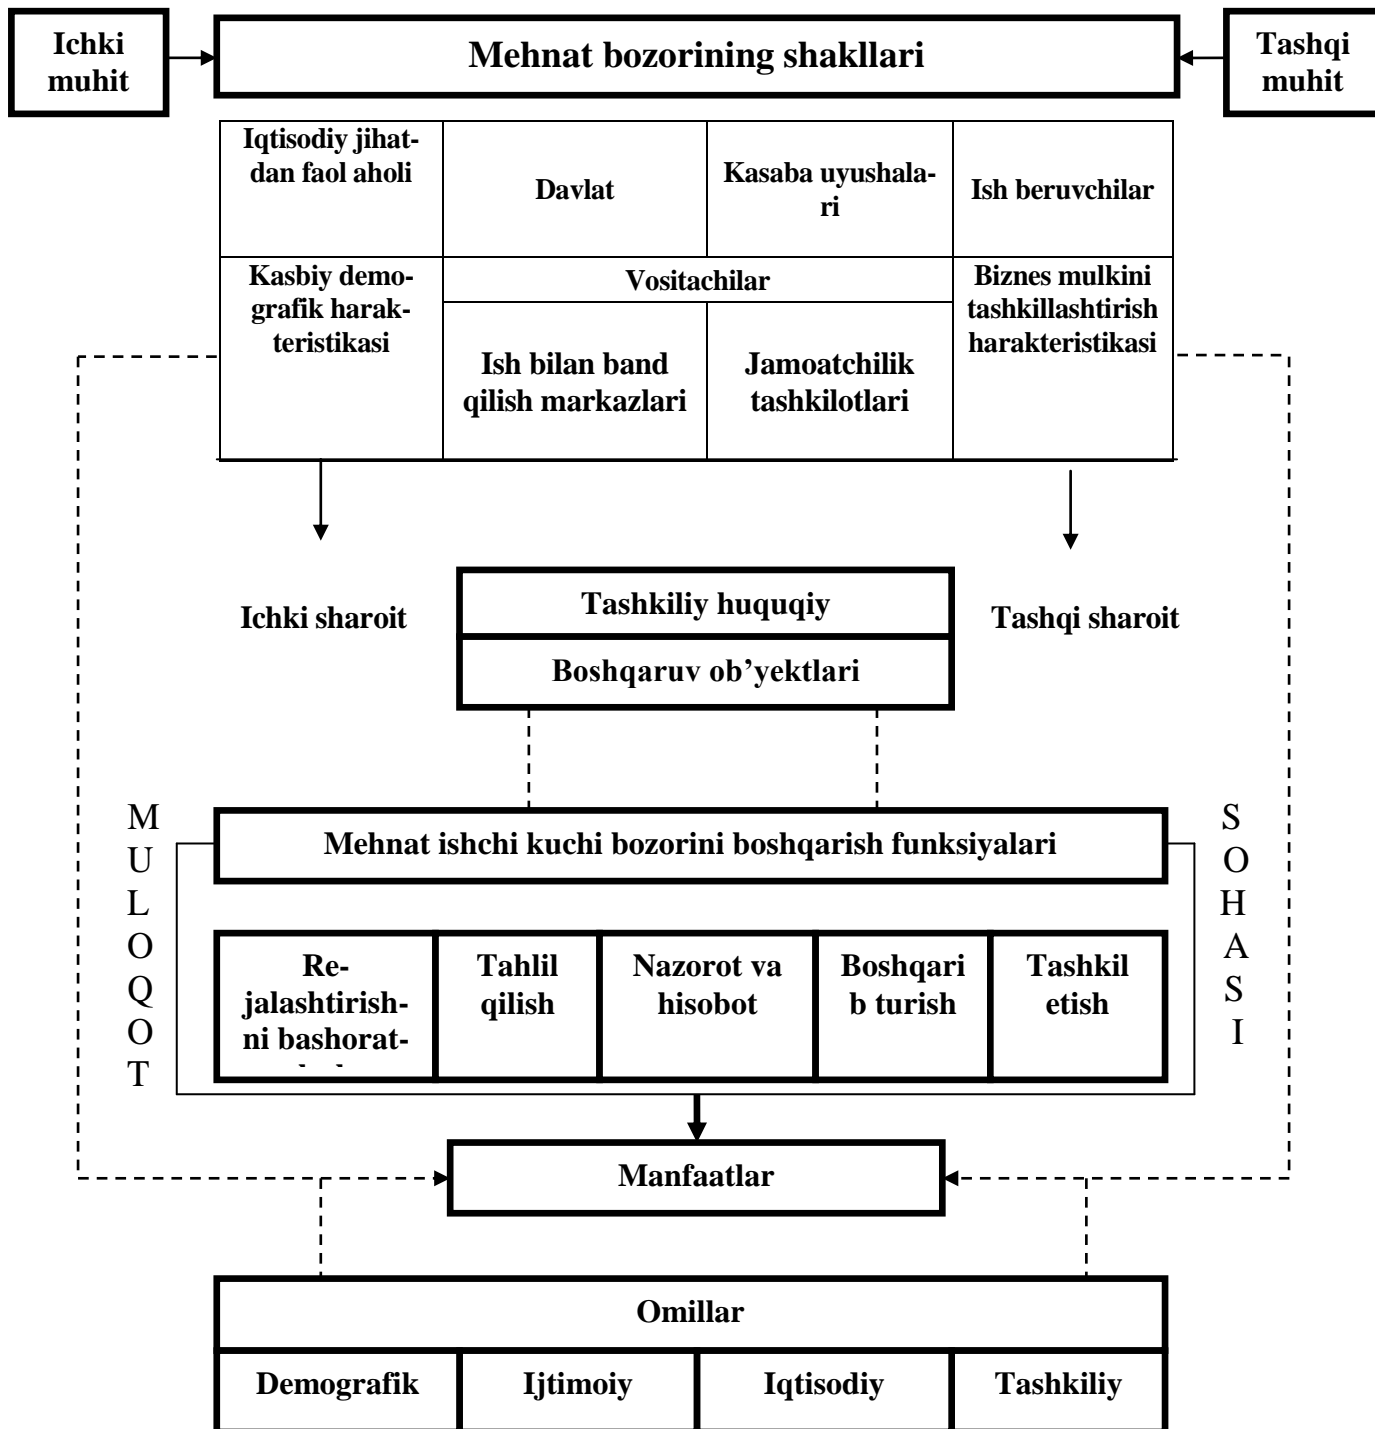 Ichki
muhit
Mehnat bozorining shakllari
Tashqi
muhit
Iqtisodiy jihat-
dan faol aholi
Davlat
Kasaba uyushala-
ri
Ish beruvchilar
Kasbiy demo-
grafik harak-
teristikasi
Vositachilar
Ish bilan band
qilish markazlari
Jamoatchilik
tashkilotlari
Biznes mulkini
tashkillashtirish
harakteristikasi
Ichki sharoit
Tashkiliy huquqiy
Boshqaruv ob’yektlari
Tashqi sharoit
MULOQOT
Mehnat ishchi kuchi bozorini boshqarish funksiyalari
SOHASI
Re-
jalashtirish-
ni bashorat-
Tahlil
qilish
Nazorot va
hisobot
Boshqari
b turish
Tashkil
etish
Manfaatlar
Omillar
Demografik
Ijtimoiy
Iqtisodiy
Tashkiliy